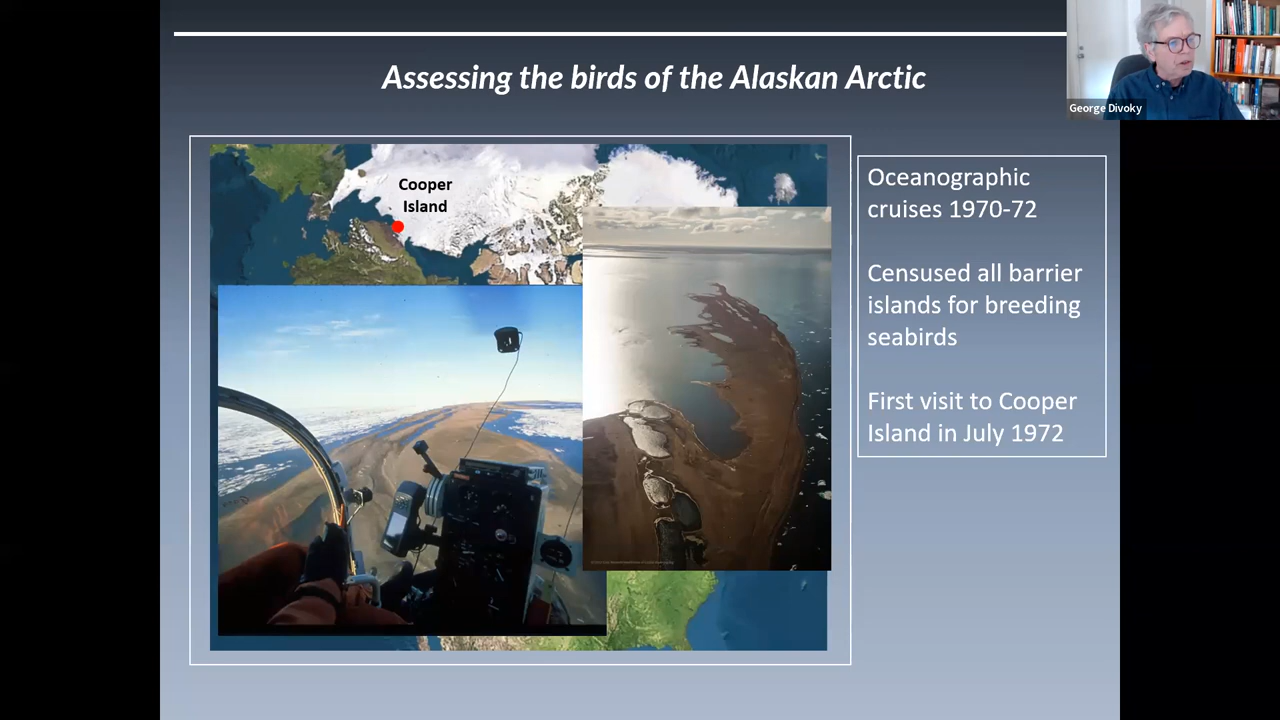 George Divoky
Assessing the birds of the Alaskan Arctic
Cooper
Island
Oceanographic
cruises 1970-72
Censused all barrier
islands for breeding
seabirds
First visit to Cooper
Island in July 1972